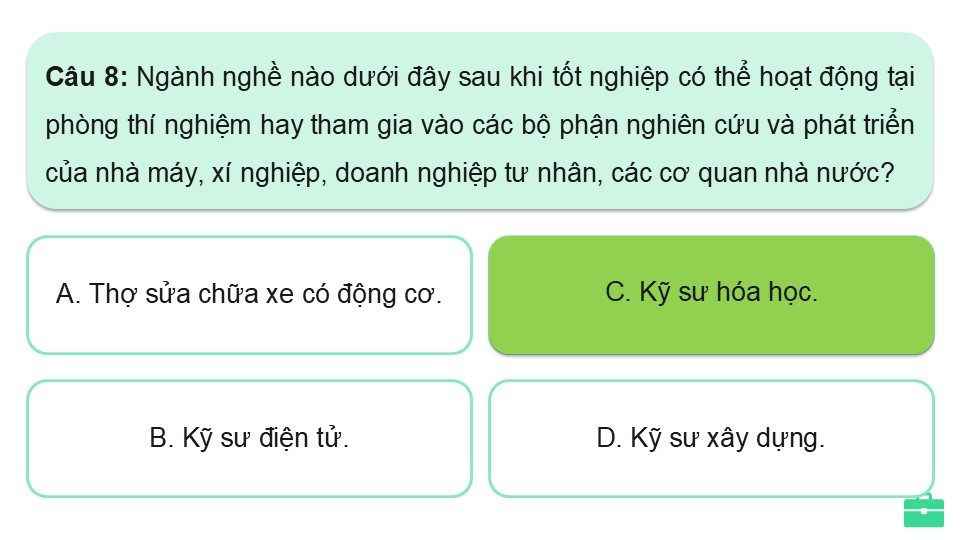 Câu 8: Ngành nghề nào dưới đây sau khi tốt nghiệp có thể hoạt động tại
phòng thí nghiệm hay tham gia vào các bộ phận nghiên cứu và phát triển
của nhà máy, xí nghiệp, doanh nghiệp tư nhân, các cơ quan nhà nước?
A. Thợ sửa chữa xe có động cơ.
C. Kỹ sư hóa học.
B. Kỹ sư điện tử.
D. Kỹ sư xây dựng.